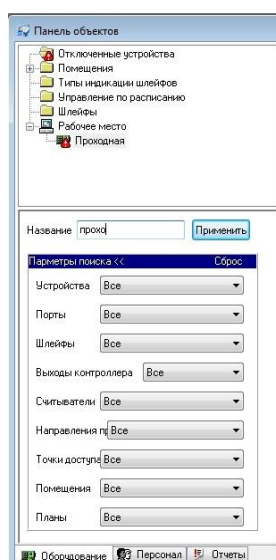 Панель объектов
Отключенные устройства
Помещения
Типы индикации шлейфов
Управление по расписанию
Шлейфы
Рабочее место
Проходная
Название прохо Применить
Парметры поиска << Сброс
Устройства Все
Порты Все
Шлейфы Все
Выходы контроллера Все
Считыватели Все
Направления пр Все
Точки доступа Все
Помещения Все
Планы Все
Оборудование Персонал Отчеты